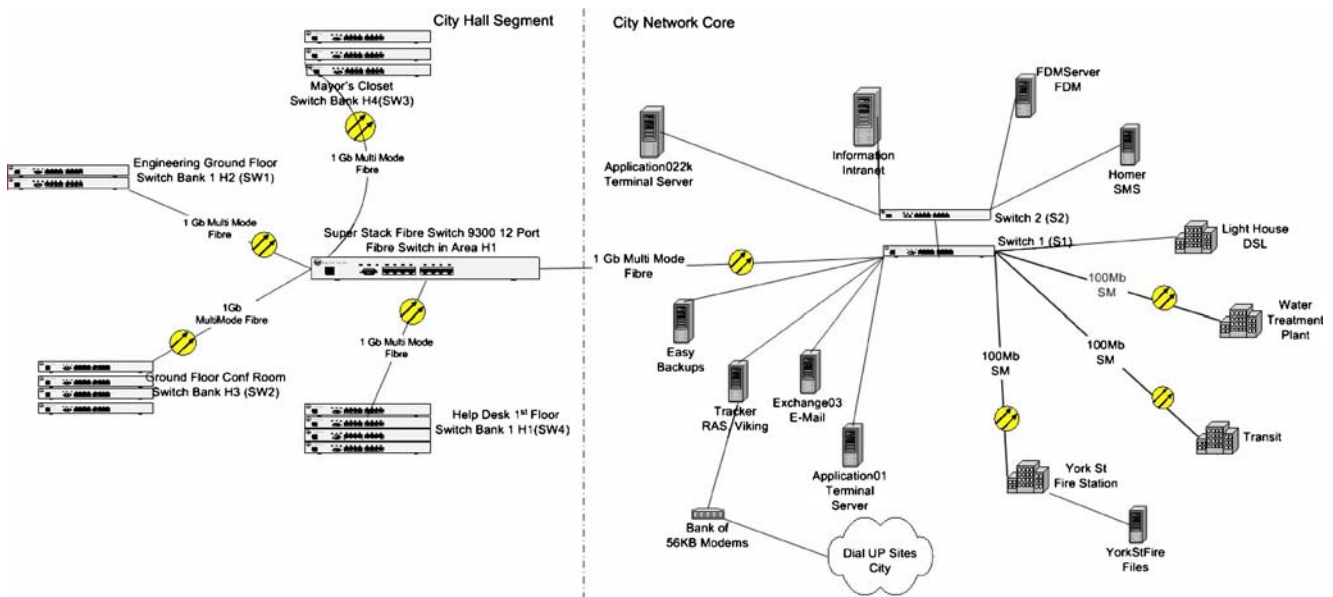 City Hall Segment
City Network Core
Mayor's Closet
Switch Bank H4(SW3)
1 Gb Multi Mode
Fibre
Engineering Ground Floor
Switch Bank 1 H2 (SW1)
1 Gb Multi Mode
Fibre
Super Stack Fibre Switch 9300 12 Port
Fibre Switch in Area H1
1Gb
MultiMode Fibre
Ground Floor Conf Room
Switch Bank H3 (SW2)
1 Gb Multi Mode
Fibre
Help Desk 1st Floor
Switch Bank 1 H1(SW4)
1 Gb Multi Mode
Fibre
Application022k
Terminal Server
Information
Intranet
FDMServer
FDM
Homer
SMS
Switch 2 (S2)
Switch 1 (S1)
Light House
DSL
100Mb
SM
Water
Treatment
Plant
100Mb
SM
Transit
100Mb
SM
York St
Fire Station
YorkStFire
Files
Easy
Backups
Tracker
RAS, Viking
Exchange03
E-Mail
Application01
Terminal
Server
Bank of
56KB Modems
Dial UP Sites
City